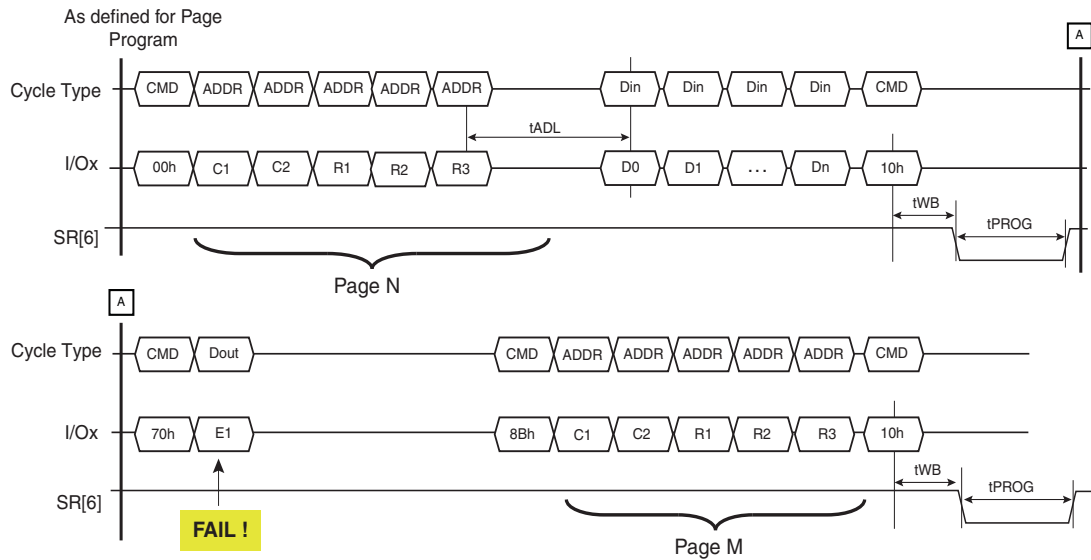 As defined for Page
Program
A
Cycle Type CMD ADDR ADDR ADDR ADDR ADDR Din Din Din Din CMD
tADL
I/Ox 00h C1 C2 R1 R2 R3 D0 D1 ... Dn 10h
tWB tPROG
SR[6]
Page N
A
Cycle Type CMD Dout CMD ADDR ADDR ADDR ADDR ADDR CMD
I/Ox 70h E1 8Bh C1 C2 R1 R2 R3 10h
tWB tPROG
SR[6]
FAIL !
Page M